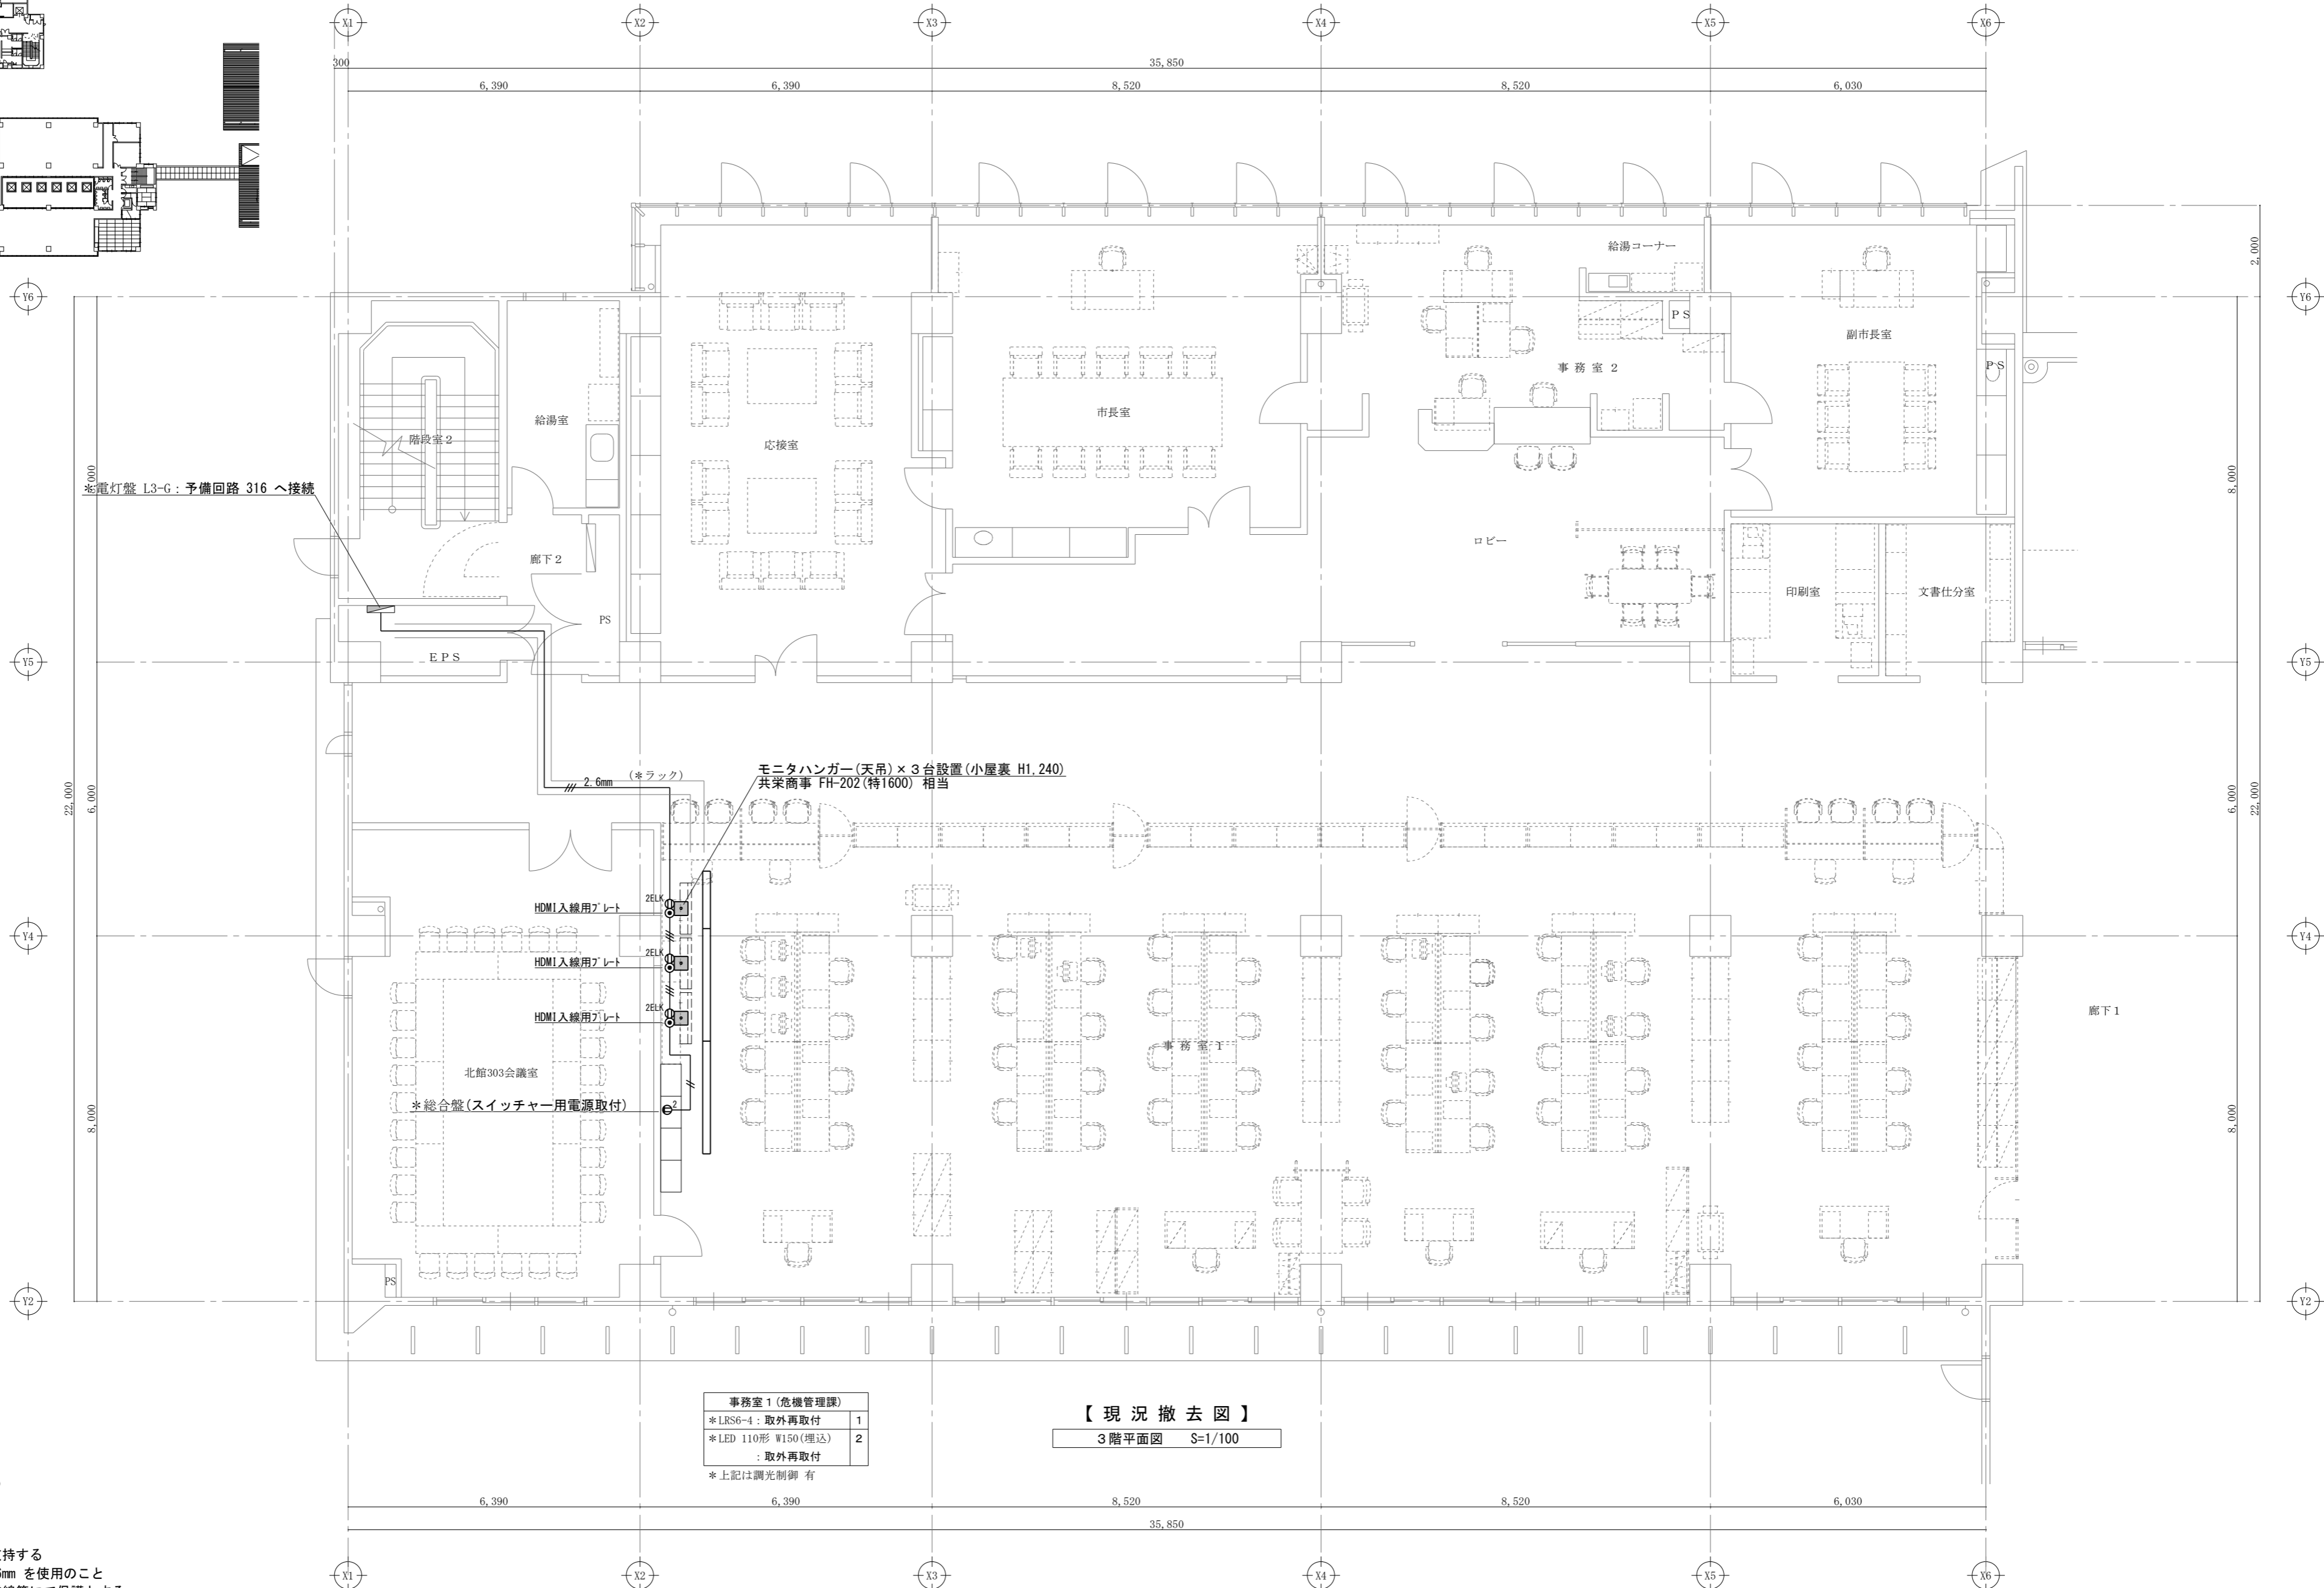 X1 X2 X3 X4 X5 X6
300 35,850
6,390 6,390 8,520 8,520 6,030
2,000
給湯コーナー
Y6 Y6
PS
副市長室
PS
事 務 室 2
市長室
給湯室
階段室2
応接室
8,000
*電灯盤 L3-G : 予備回路 316 へ接続
ロビー
廊下2
印刷室 文書仕分室
PS
EPS
Y5 Y5
モニタハンガー(天吊)×3台設置(小屋裏 H1,240)
共栄商事 FH-202(特1600) 相当
2.6mm (*ラック)
22,000 6,000
6,000 22,000
2ELK
HDMI入線用プレート
Y4 Y4
2ELK
HDMI入線用プレート
2ELK
HDMI入線用プレート
廊下1
事 務 室 1
北館303会議室
*総合盤(スイッチャー用電源取付)
2
8,000
8,000
PS
Y2 Y2
事務室1(危機管理課)
*LRS6-4 : 取外再取付 1
*LED 110形 W150(埋込) 2
: 取外再取付
*上記は調光制御 有
【 現 況 撤 去 図 】
3階平面図 S=1/100
6,390 6,390 8,520 8,520 6,030
35,850
持する
mm を使用のこと
X1 X2 X3 X4 X5 X6